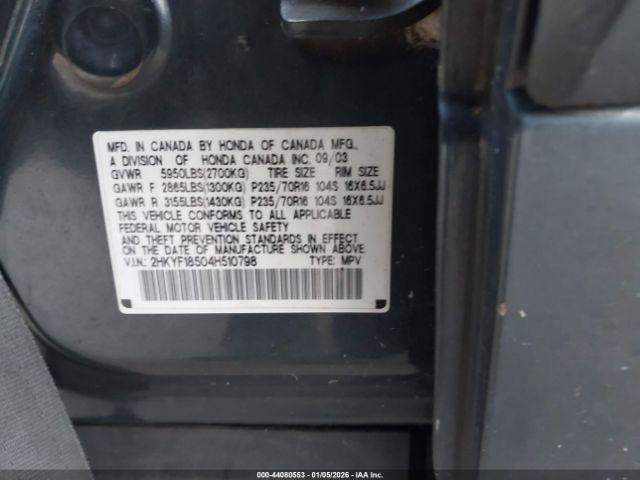 MFD. IN CANADA BY HONDA OF CANADA MFG.,
A DIVISION OF HONDA CANADA INC. 09/03
GVWR 5950LBS(2700KG) TIRE SIZE RIM SIZE
GAWR F 2865LBS(1300KG) P235/70R16 104S 16X6.5JJ
GAWR R 3155LBS(1430KG) P235/70R16 104S 16X6.5JJ
THIS VEHICLE CONFORMS TO ALL APPLICABLE
FEDERAL MOTOR VEHICLE SAFETY
AND THEFT PREVENTION STANDARDS IN EFFECT
ON THE DATE OF MANUFACTURE SHOWN ABOVE.
V.I.N.: 2HKYF18504H510798 TYPE: MPV
000-44080553 | 01/05/2026 | IAA Inc.